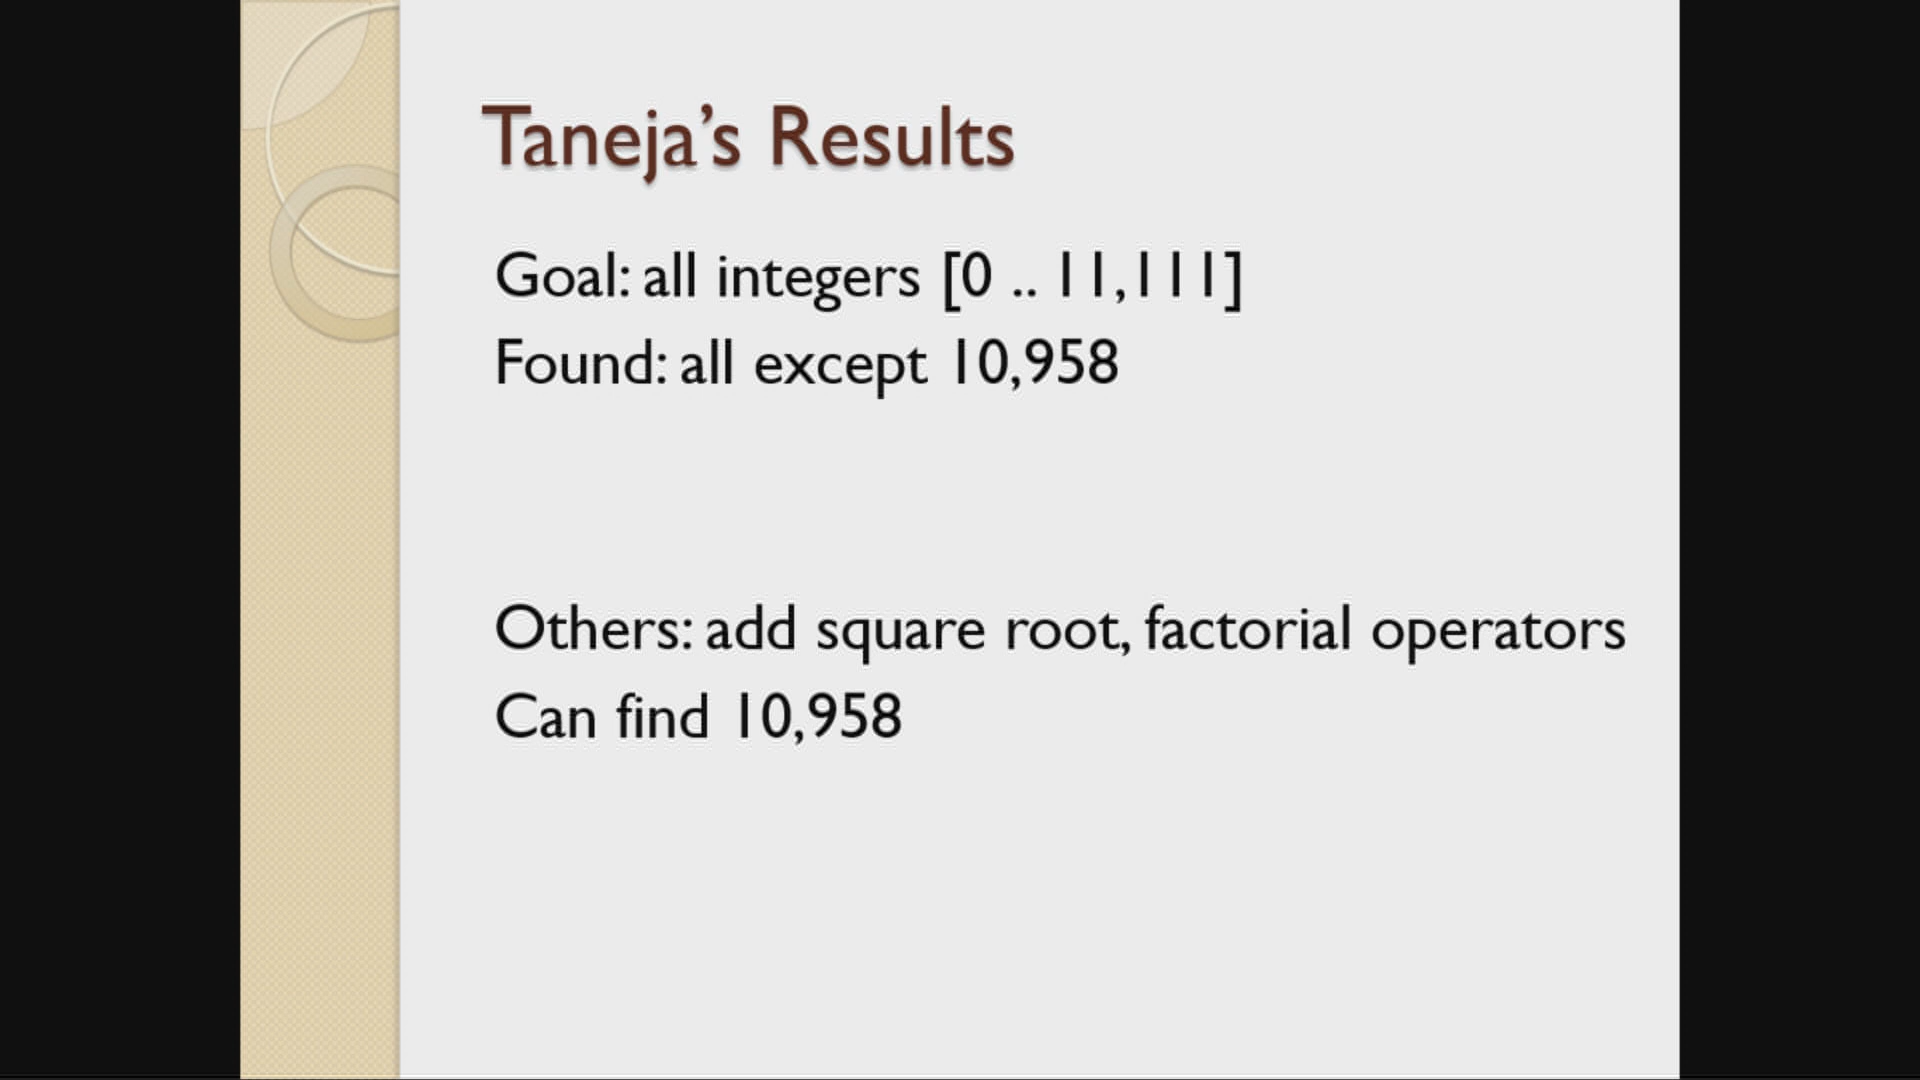 Taneja’s Results
Goal: all integers [0 .. 11,111]
Found: all except 10,958
Others: add square root, factorial operators
Can find 10,958